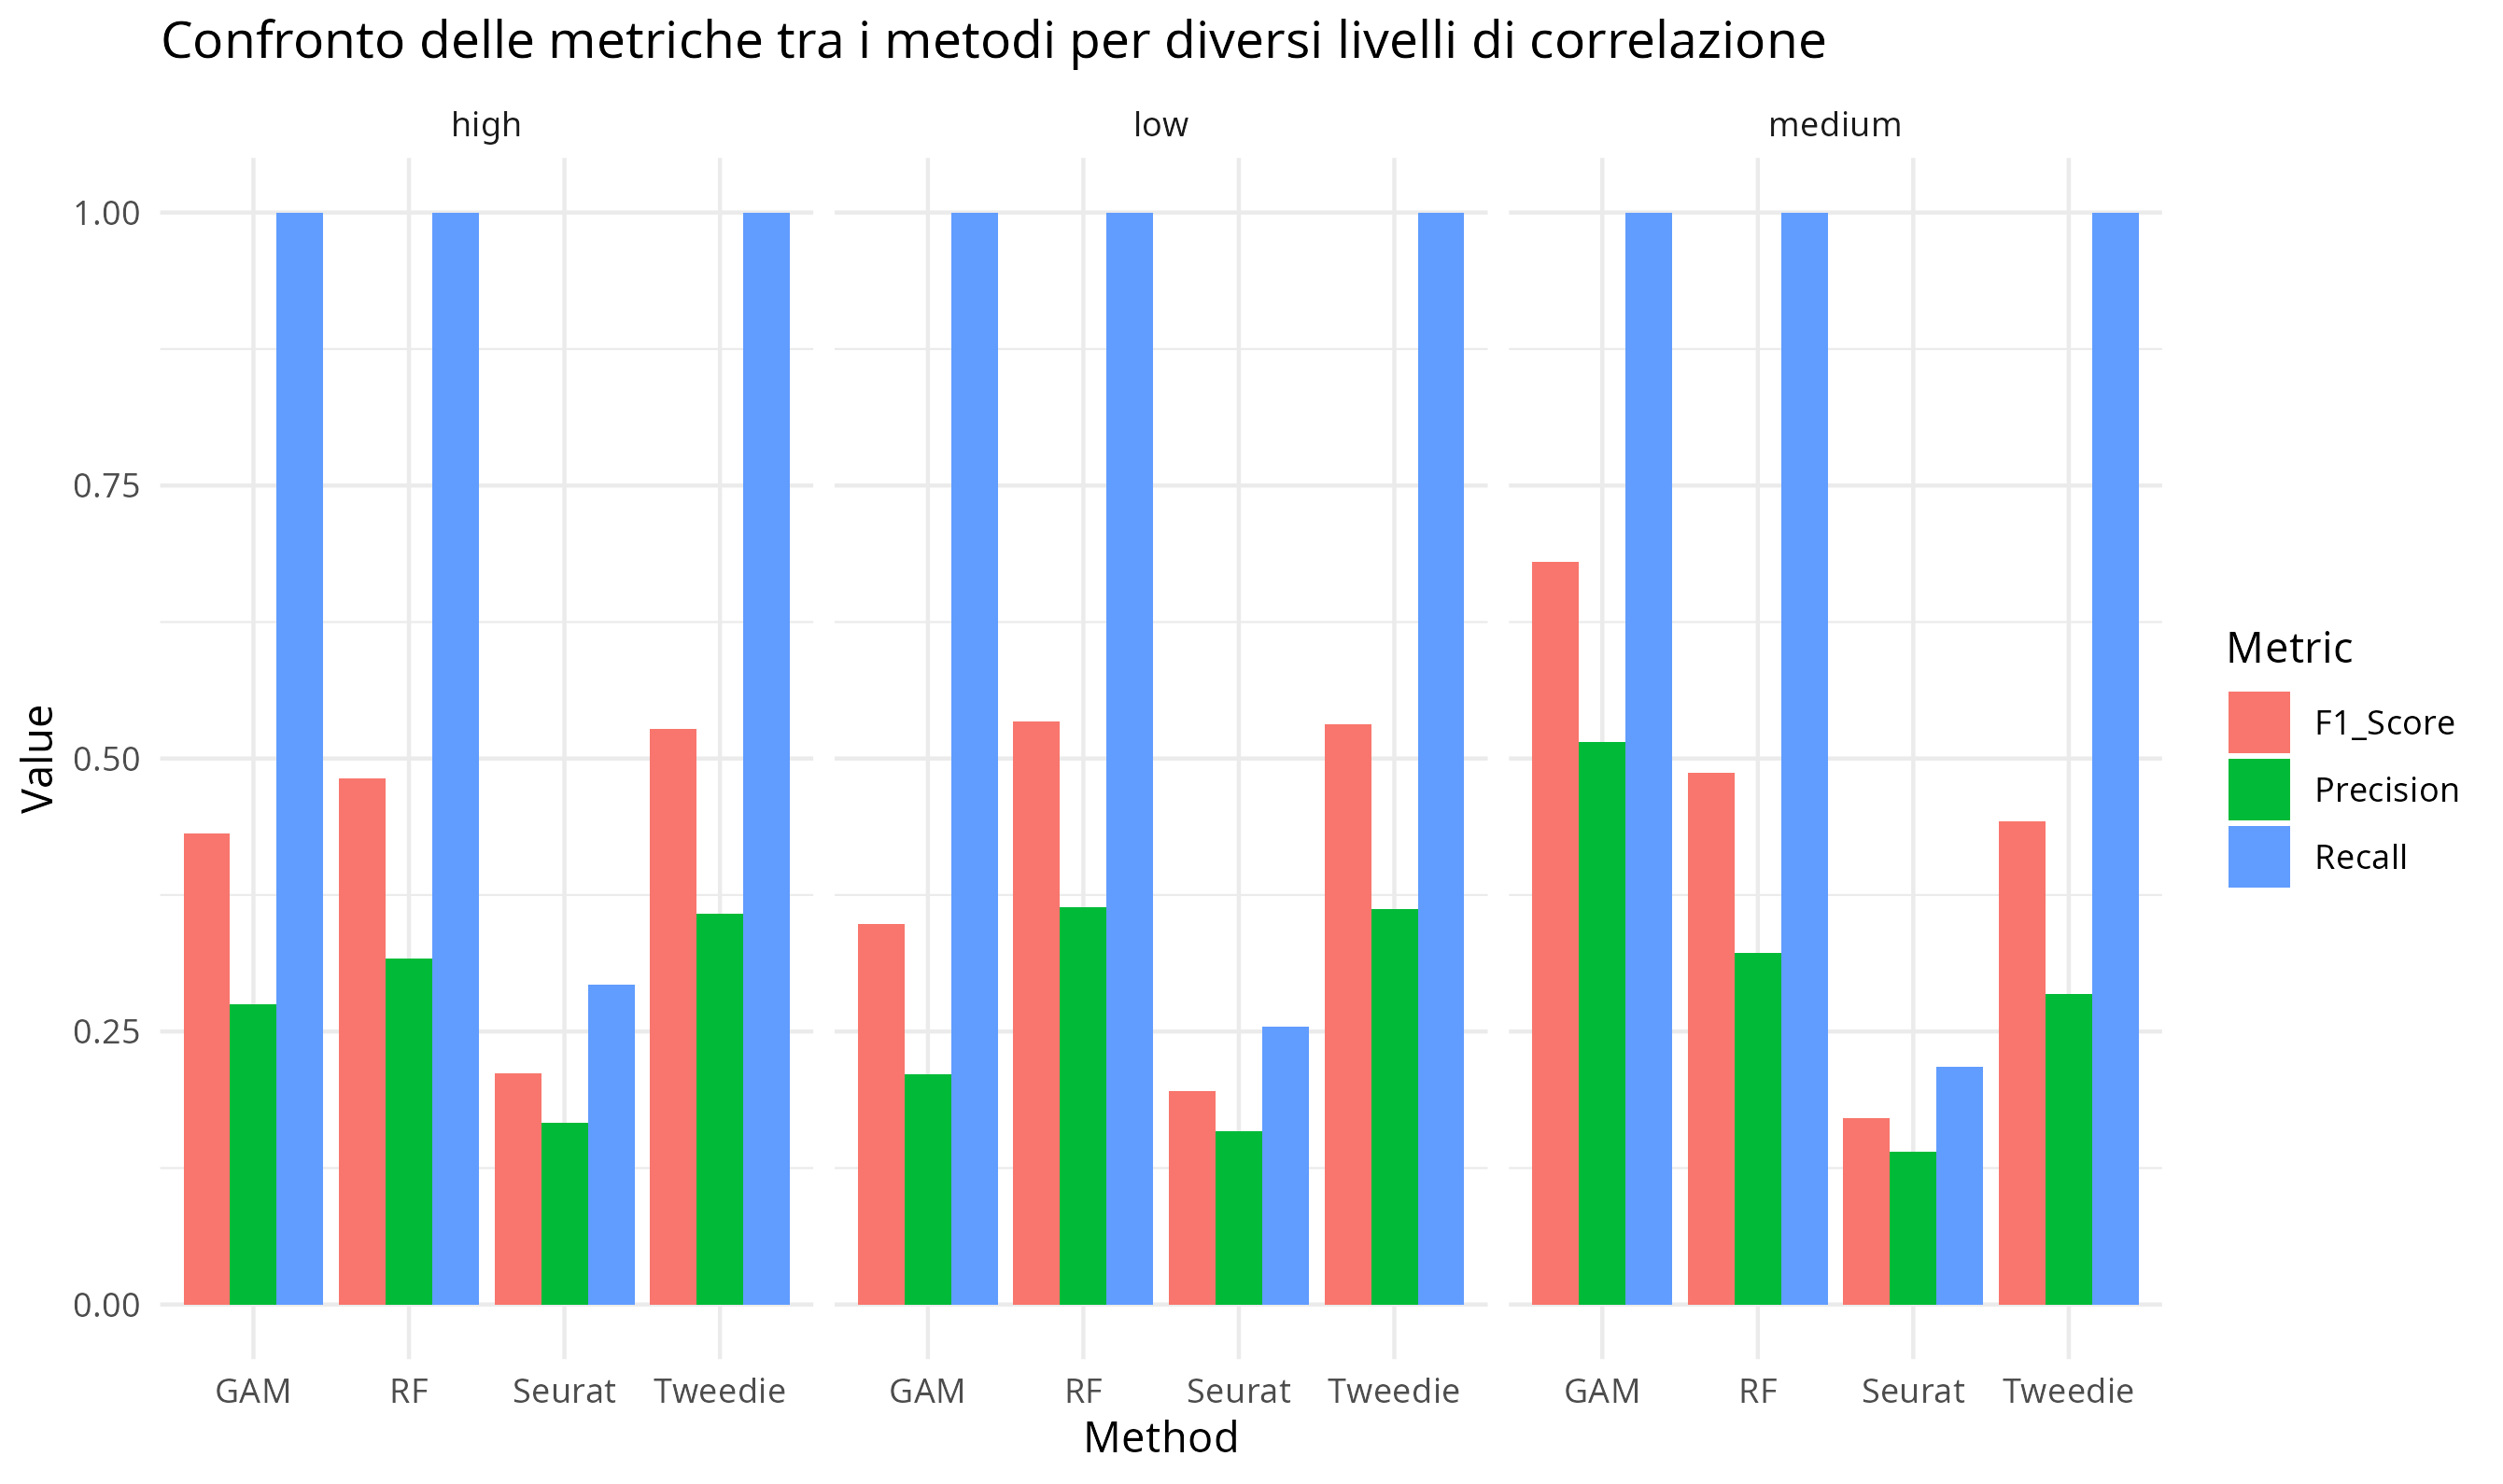 Confronto delle metriche tra i metodi per diversi livelli di correlazione
high low medium
1.00
0.75
0.50
0.25
0.00
Value
GAM RF Seurat Tweedie GAM RF Seurat Tweedie GAM RF Seurat Tweedie
Method
Metric
F1_Score
Precision
Recall